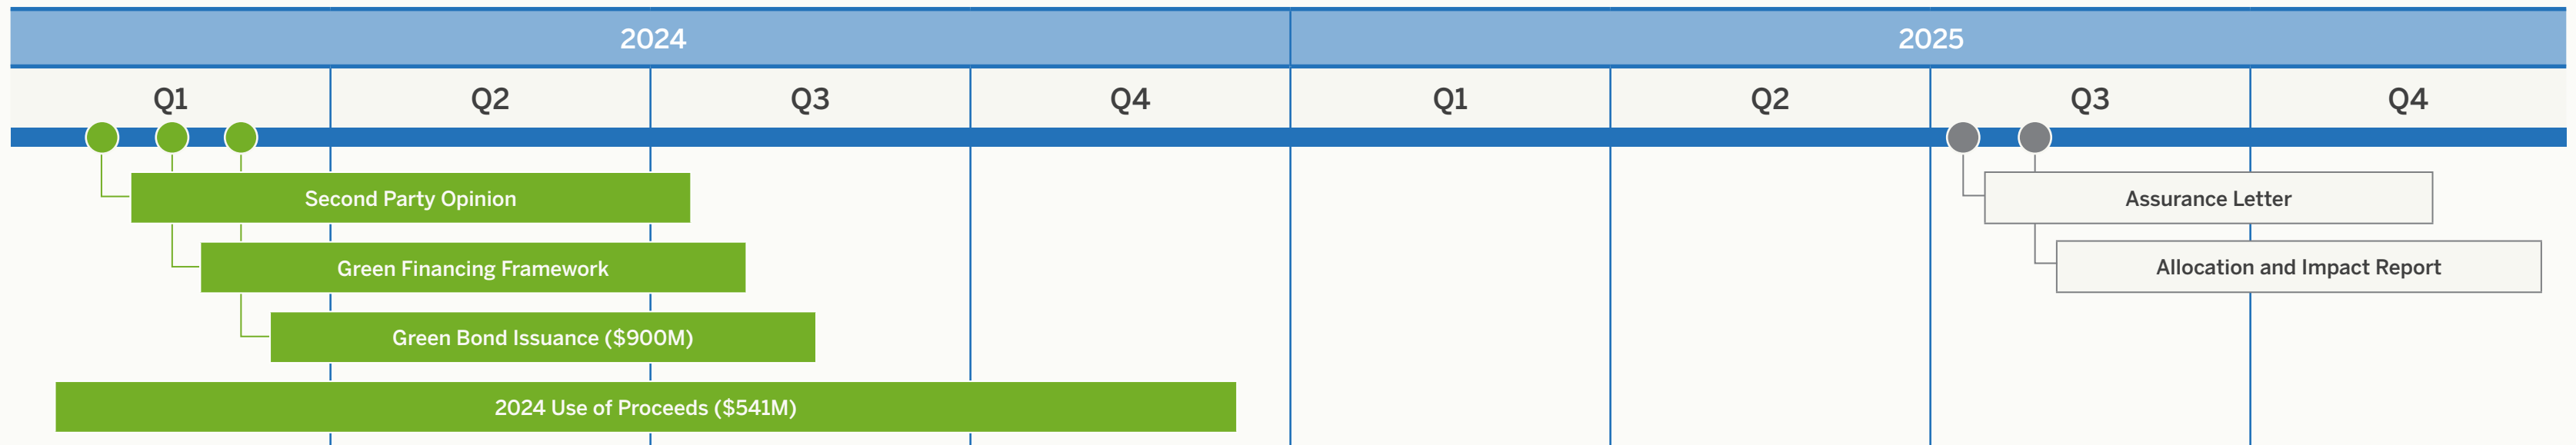 2024
2025
Q1
Q2
Q3
Q4
Q1
Q2
Q3
Q4
Second Party Opinion
Assurance Letter
Green Financing Framework
Allocation and Impact Report
Green Bond Issuance ($900M)
2024 Use of Proceeds ($541M)